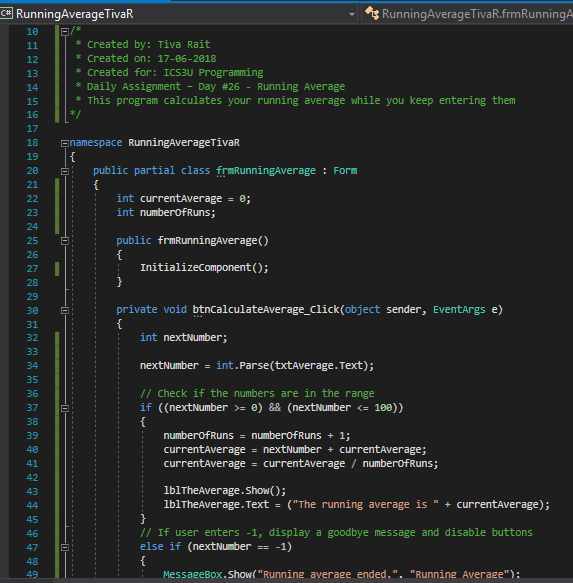 C# RunningAverageTivaR RunningAverageTivaR.frmRunningA
10 /*
11 * Created by: Tiva Rait
12 * Created on: 17-06-2018
13 * Created for: ICS3U Programming
14 * Daily Assignment – Day #26 - Running Average
15 * This program calculates your running average while you keep entering them
16 */
17
18 namespace RunningAverageTivaR
19 {
20 public partial class frmRunningAverage : Form
21 {
22 int currentAverage = 0;
23 int numberOfRuns;
24
25 public frmRunningAverage()
26 {
27 InitializeComponent();
28 }
29
30 private void btnCalculateAverage_Click(object sender, EventArgs e)
31 {
32 int nextNumber;
33
34 nextNumber = int.Parse(txtAverage.Text);
35
36 // Check if the numbers are in the range
37 if ((nextNumber >= 0) && (nextNumber <= 100))
38 {
39 numberOfRuns = numberOfRuns + 1;
40 currentAverage = nextNumber + currentAverage;
41 currentAverage = currentAverage / numberOfRuns;
42
43 lblTheAverage.Show();
44 lblTheAverage.Text = ("The running average is " + currentAverage);
45 }
46 // If user enters -1, display a goodbye message and disable buttons
47 else if (nextNumber == -1)
48 {
49 MessageBox.Show("Running average ended.", "Running Average");